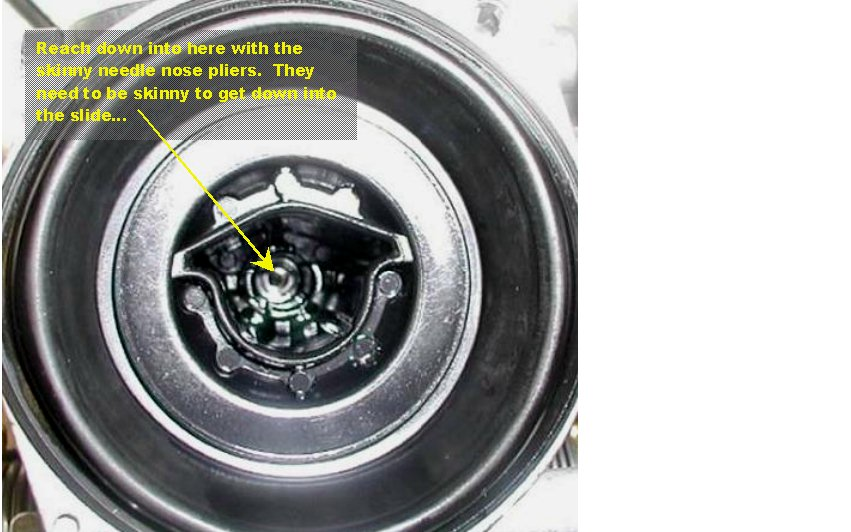 Reach down into here with the
skinny needle nose pliers.  They
need to be skinny to get down into
the slide...